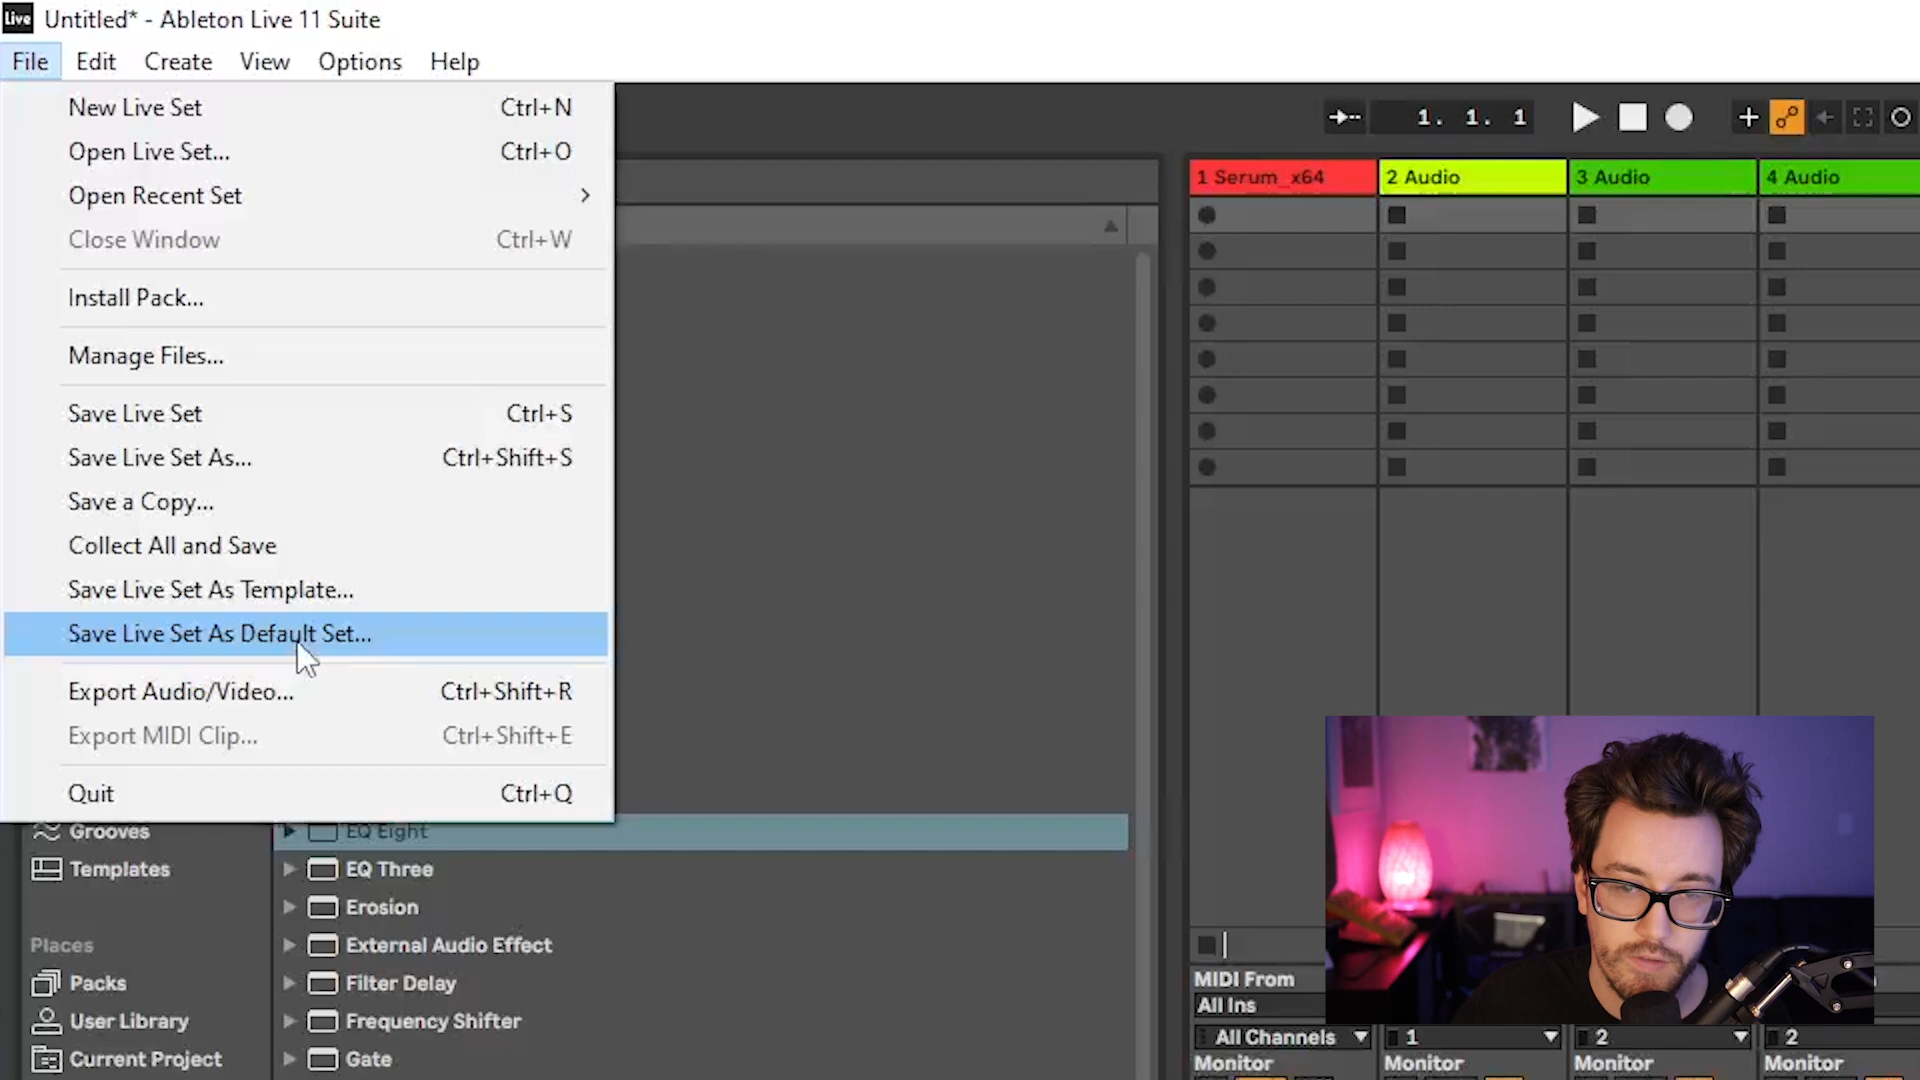 live Untitled* - Ableton Live 11 Suite
File Edit Create View Options Help
New Live Set Ctrl+N
Open Live Set... Ctrl+O
Open Recent Set
Close Window Ctrl+W
Install Pack...
Manage Files...
Save Live Set Ctrl+S
Save Live Set As... Ctrl+Shift+S
Save a Copy...
Collect All and Save
Save Live Set As Template...
Save Live Set As Default Set...
Export Audio/Video... Ctrl+Shift+R
Export MIDI Clip... Ctrl+Shift+E
Quit Ctrl+Q
Grooves
Templates
Places
Packs
User Library
Current Project
EQ Eight
EQ Three
Erosion
External Audio Effect
Filter Delay
Frequency Shifter
Gate
1. 1. 1
1 Serum_x64 2 Audio 3 Audio 4 Audio
MIDI From
All Ins
All Channels 1 2 2
Monitor Monitor Monitor Monitor